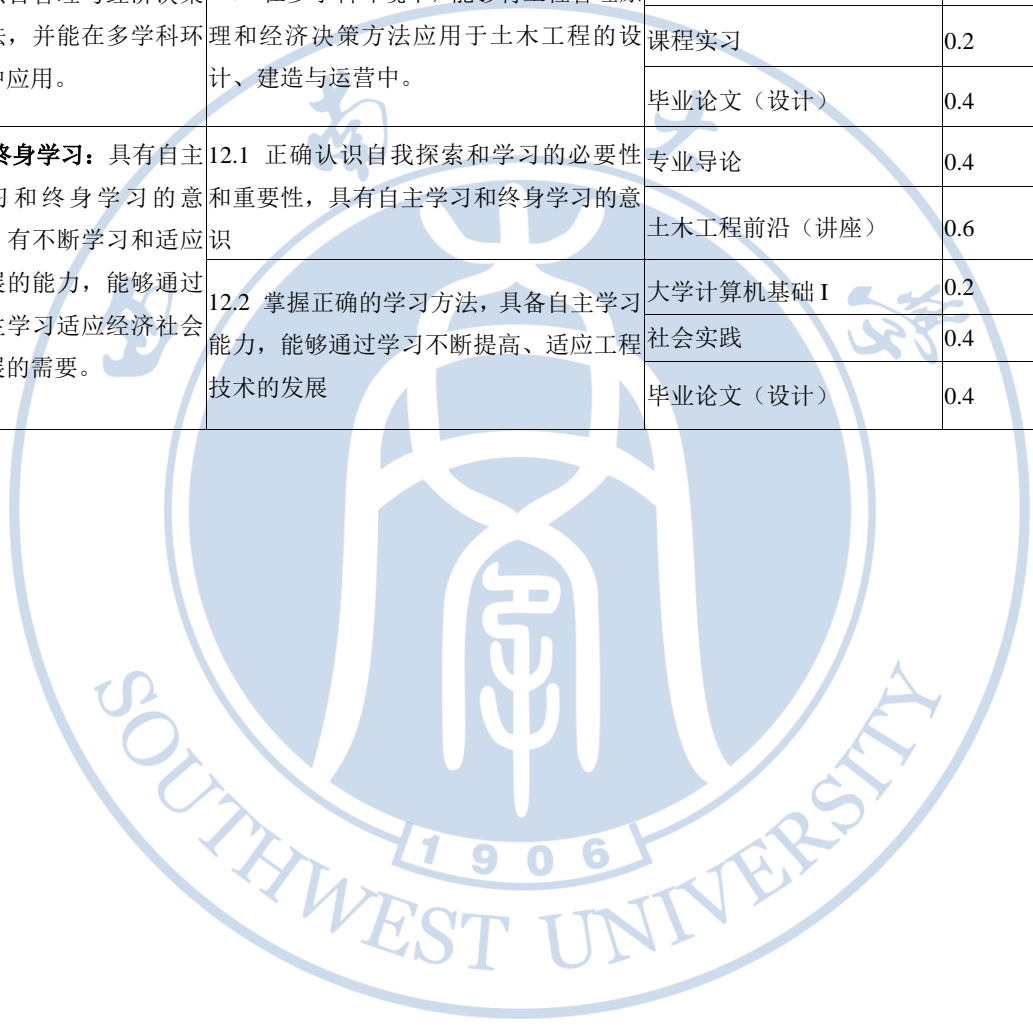 法，并能在多学科环
中应用。
理和经济决策方法应用于土木工程的设
计、建造与运营中。
课程实习
0.2
毕业论文（设计）
0.4
终身学习：具有自主
习和终身学习的意
有不断学习和适应
展的能力，能够通过
主学习适应经济社会
展的需要。
12.1 正确认识自我探索和学习的必要性
和重要性，具有自主学习和终身学习的意
识
专业导论
0.4
土木工程前沿（讲座）
0.6
12.2 掌握正确的学习方法，具备自主学习
能力，能够通过学习不断提高、适应工程
技术的发展
大学计算机基础 I
0.2
社会实践
0.4
毕业论文（设计）
0.4
西南大学
1906
SOUTHWEST UNIVERSITY